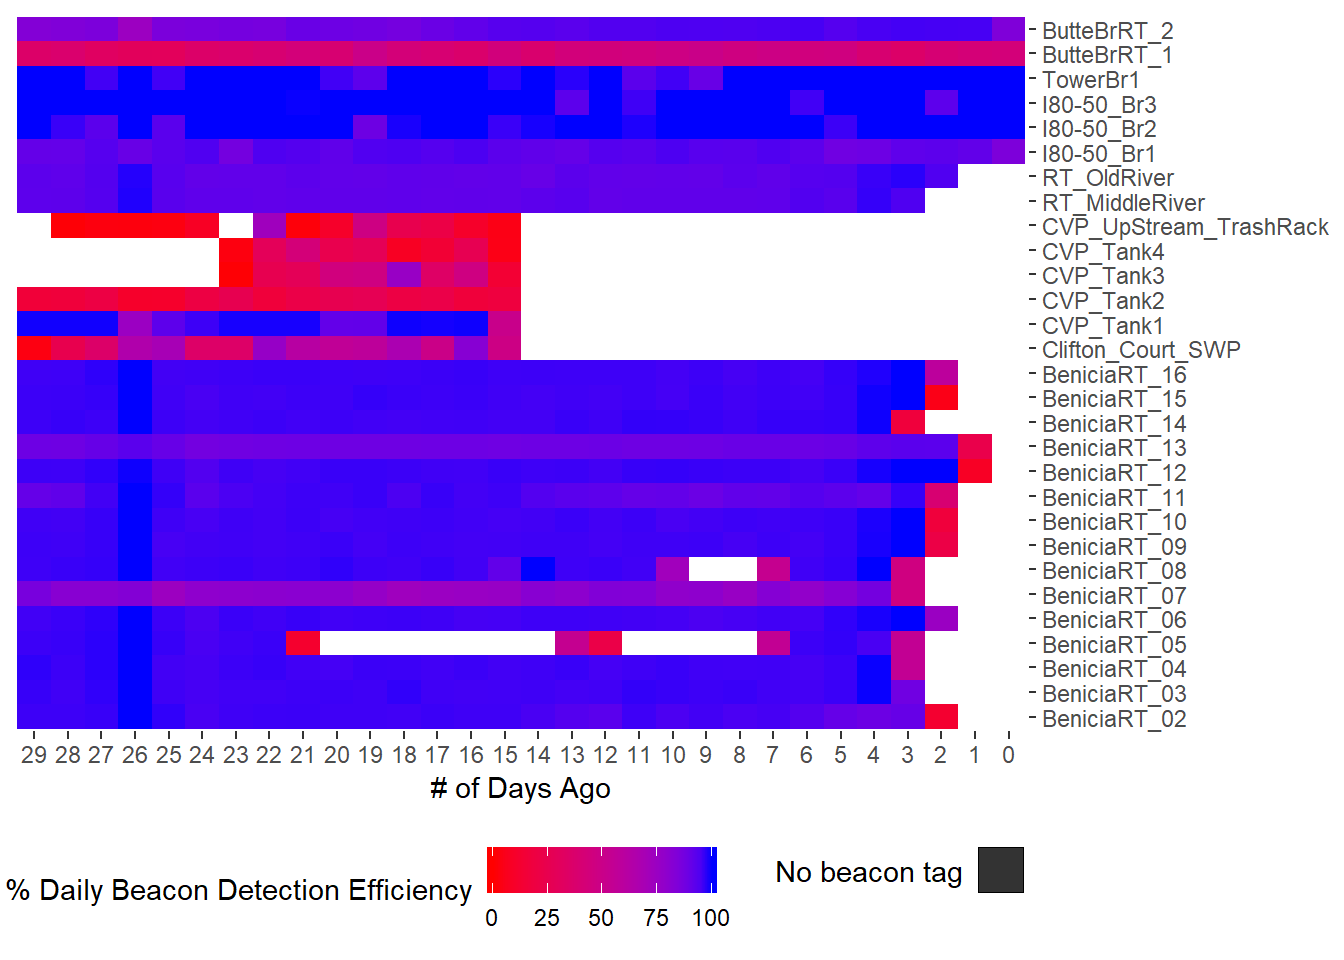 ButteBrRT_2
ButteBrRT_1
TowerBr1
I80-50_Br3
I80-50_Br2
I80-50_Br1
RT_OldRiver
RT_MiddleRiver
CVP_UpStream_TrashRack
CVP_Tank4
CVP_Tank3
CVP_Tank2
CVP_Tank1
Clifton_Court_SWP
BeniciaRT_16
BeniciaRT_15
BeniciaRT_14
BeniciaRT_13
BeniciaRT_12
BeniciaRT_11
BeniciaRT_10
BeniciaRT_09
BeniciaRT_08
BeniciaRT_07
BeniciaRT_06
BeniciaRT_05
BeniciaRT_04
BeniciaRT_03
BeniciaRT_02
29 28 27 26 25 24 23 22 21 20 19 18 17 16 15 14 13 12 11 10 9 8 7 6 5 4 3 2 1 0
# of Days Ago
% Daily Beacon Detection Efficiency
0 25 50 75 100
No beacon tag